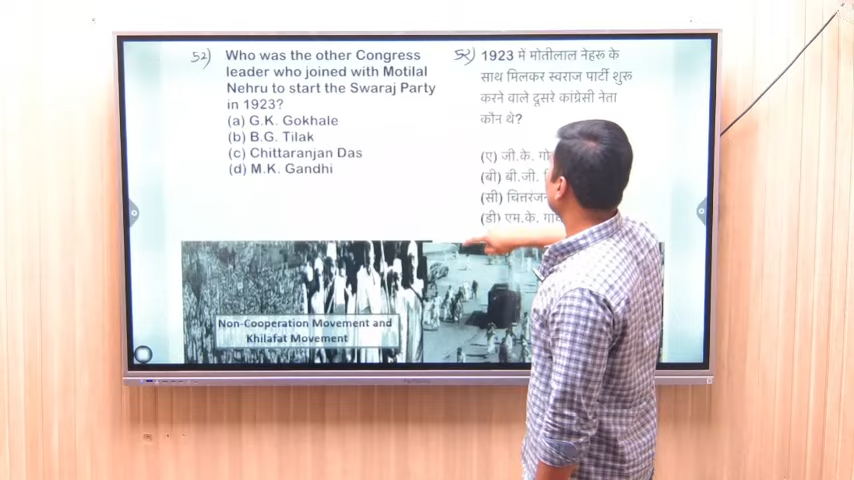 52) Who was the other Congress
leader who joined with Motilal
Nehru to start the Swaraj Party
in 1923?
(a) G.K. Gokhale
(b) B.G. Tilak
(c) Chittaranjan Das
(d) M.K. Gandhi
52) 1923 में मोतीलाल नेहरू के
साथ मिलकर स्वराज पार्टी शुरू
करने वाले दूसरे कांग्रेसी नेता
कौन थे?
(ए) जी.के.
(बी) बी.जी.
(सी)
(डी) एम.के.
Non-Cooperation Movement and
Khilafat Movement